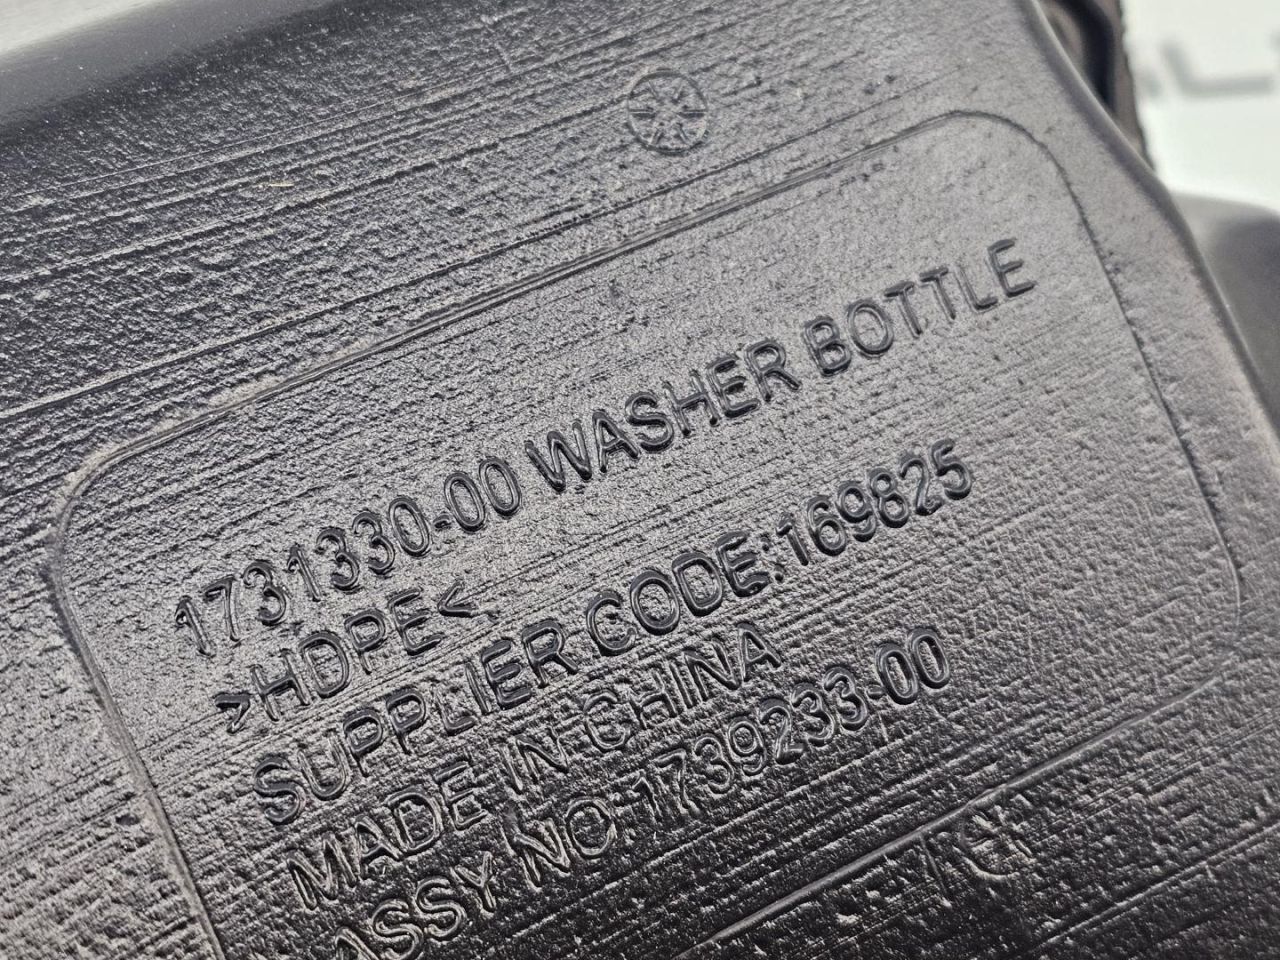 1731330-00 WASHER BOTTLE
>HDPE<
SUPPLIER CODE:169825
MADE IN CHINA
ASSY NO:1739233-00